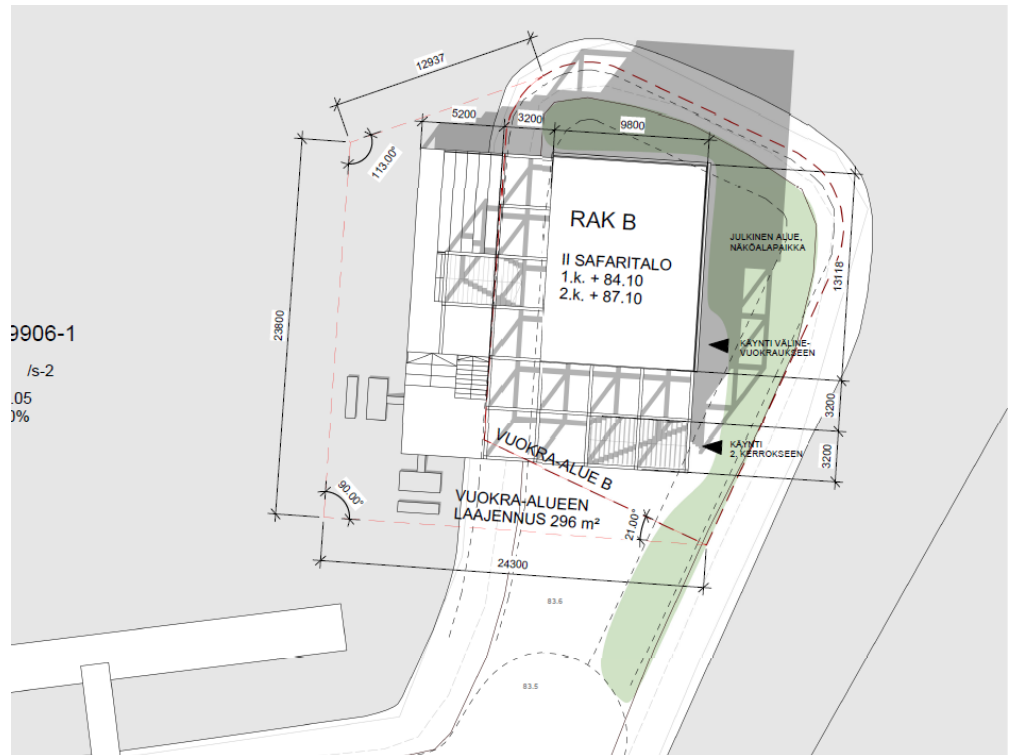 12937
5200
3200
9800
113.00°
RAK B
II SAFARITALO
1.k. + 84.10
2.k. + 87.10
JULKINEN ALUE,
NÄKÖALAPAIKKA
13118
23800
9906-1
/s-2
.05
0%
KÄYNTI VÄLINE-
VUOKRAUKSEEN
3200
KÄYNTI
2. KERROKSEEN
3200
VUOKRA-ALUE B
90.00°
VUOKRA-ALUEEN
LAAJENNUS 296 m²
21.00°
24300
83.6
83.5